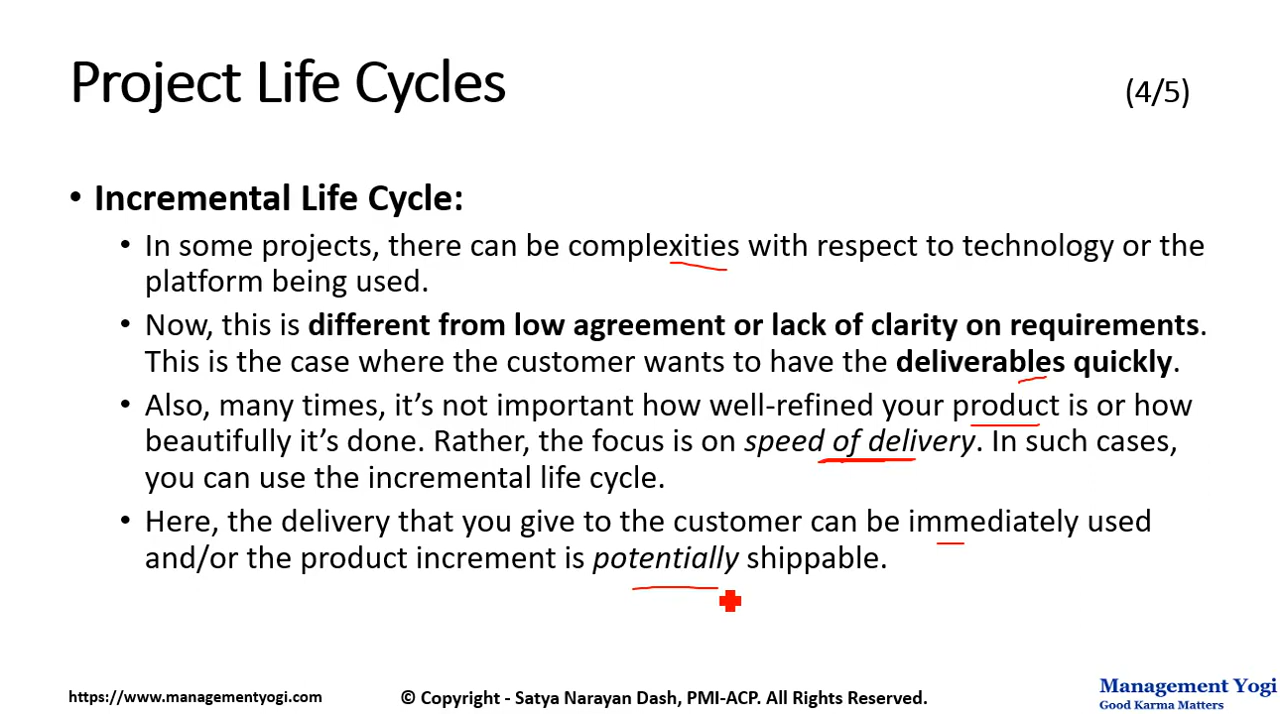 Project Life Cycles
(4/5)
• Incremental Life Cycle:
• In some projects, there can be complexities with respect to technology or the
platform being used.
• Now, this is different from low agreement or lack of clarity on requirements.
This is the case where the customer wants to have the deliverables quickly.
• Also, many times, it’s not important how well-refined your product is or how
beautifully it’s done. Rather, the focus is on speed of delivery. In such cases,
you can use the incremental life cycle.
• Here, the delivery that you give to the customer can be immediately used
and/or the product increment is potentially shippable.
https://www.managementyogi.com
© Copyright - Satya Narayan Dash, PMI-ACP. All Rights Reserved.
Management Yogi
Good Karma Matters